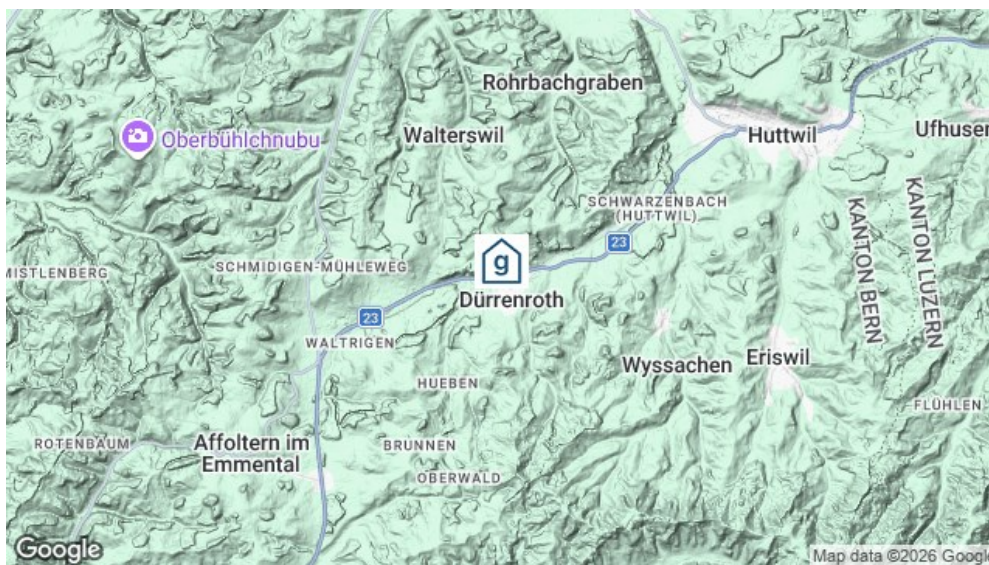 Rohrbachgraben
Oberbühlchnubu
Walterswil
Huttwil
Ufhusen
SCHWARZENBACH
(HUTTWIL)
KANTON BERN
KANTON LUZERN
23
g
MISTLENBERG
SCHMIDIGEN-MÜHLEWEG
Dürrenroth
23
WALTRIGEN
Wyssachen
Eriswil
HUEBEN
FLÜHLEN
ROTENBAUM
Affoltern im
Emmental
BRUNNEN
OBERWALD
Google
Map data ©2026 Google